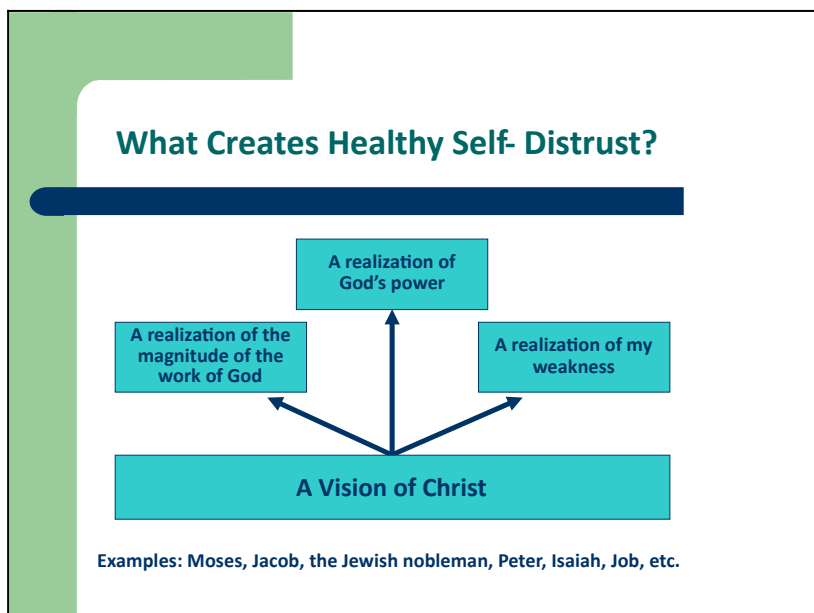 What Creates Healthy Self- Distrust?
A realization of
God’s power
A realization of the
magnitude of the
work of God
A realization of my
weakness
A Vision of Christ
Examples: Moses, Jacob, the Jewish nobleman, Peter, Isaiah, Job, etc.